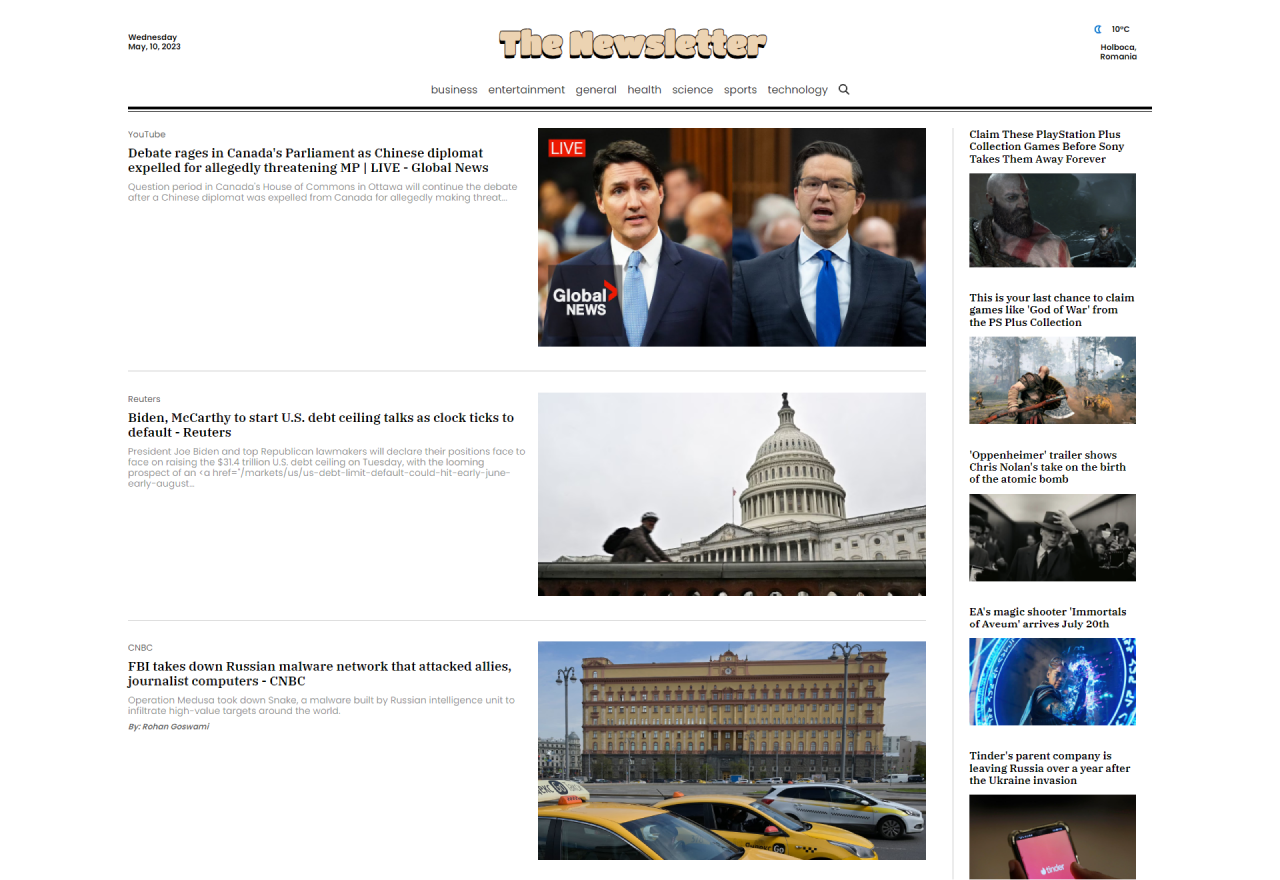 Wednesday
May, 10, 2023
The Newsletter
10°C
Holboca,
Romania
business entertainment general health science sports technology
YouTube
Debate rages in Canada's Parliament as Chinese diplomat
expelled for allegedly threatening MP | LIVE - Global News
Question period in Canada's House of Commons in Ottawa will continue the debate
after a Chinese diplomat was expelled from Canada for allegedly making threat...
LIVE
Global
NEWS
Reuters
Biden, McCarthy to start U.S. debt ceiling talks as clock ticks to
default - Reuters
President Joe Biden and top Republican lawmakers will declare their positions face to
face on raising the $31.4 trillion U.S. debt ceiling on Tuesday, with the looming
prospect of an <a href="/markets/us/us-debt-limit-default-could-hit-early-june-
early-august...
CNBC
FBI takes down Russian malware network that attacked allies,
journalist computers - CNBC
Operation Medusa took down Snake, a malware built by Russian intelligence unit to
infiltrate high-value targets around the world.
By: Rohan Goswami
Go
Go
Claim These PlayStation Plus
Collection Games Before Sony
Takes Them Away Forever
This is your last chance to claim
games like 'God of War' from
the PS Plus Collection
'Oppenheimer' trailer shows
Chris Nolan's take on the birth
of the atomic bomb
EA's magic shooter 'Immortals
of Aveum' arrives July 20th
Tinder's parent company is
leaving Russia over a year after
the Ukraine invasion
tinder